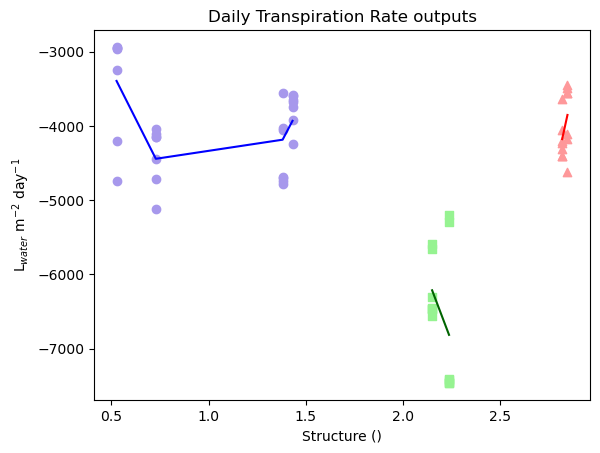 Daily Transpiration Rate outputs
−3000
−4000
−5000
−6000
−7000
L_water m⁻² day⁻¹
0.5 1.0 1.5 2.0 2.5
Structure ()